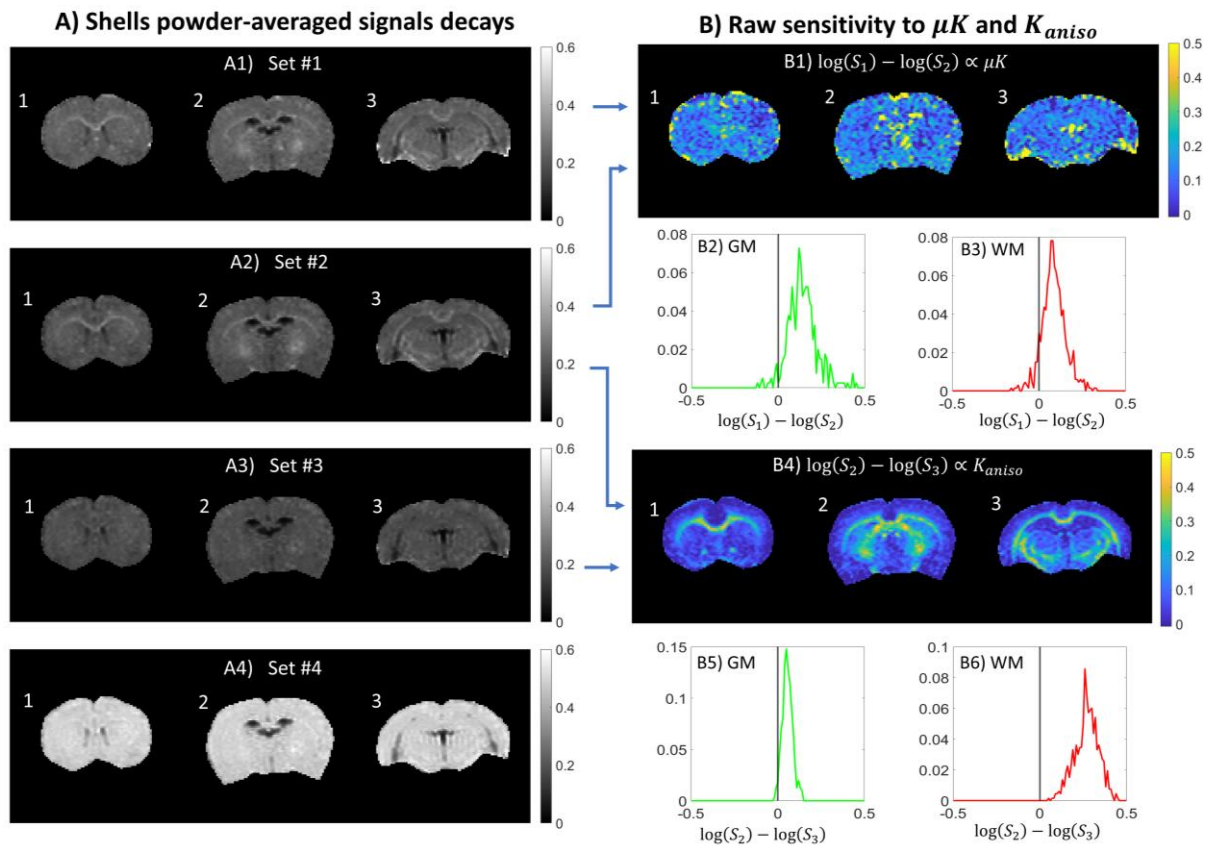 A) Shells powder-averaged signals decays
A1) Set #1
1 2 3
0.6
0.4
0.2
0
A2) Set #2
1 2 3
0.6
0.4
0.2
0
A3) Set #3
1 2 3
0.6
0.4
0.2
0
A4) Set #4
1 2 3
0.6
0.4
0.2
0
B) Raw sensitivity to μK and K_aniso
B1) log(S₁) − log(S₂) ∝ μK
1 2 3
0.5
0.4
0.3
0.2
0.1
0
B2) GM
0.08
0.06
0.04
0.02
0
-0.5 0 0.5
log(S₁) − log(S₂)
B3) WM
0.08
0.06
0.04
0.02
0
-0.5 0 0.5
log(S₁) − log(S₂)
B4) log(S₂) − log(S₃) ∝ K_aniso
1 2 3
0.5
0.4
0.3
0.2
0.1
0
B5) GM
0.15
0.1
0.05
0
-0.5 0 0.5
log(S₂) − log(S₃)
B6) WM
0.1
0.08
0.06
0.04
0.02
0
-0.5 0 0.5
log(S₂) − log(S₃)